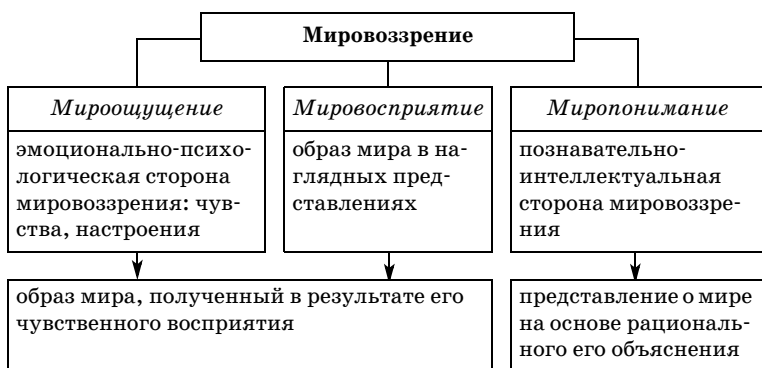 Мировоззрение
Мироощущение
эмоционально-психо-
логическая сторона
мировоззрения: чув-
ства, настроения
Мировосприятие
образ мира в на-
глядных пред-
ставлениях
Миропонимание
познавательно-
интеллектуальная
сторона мировоззре-
ния
образ мира, полученный в результате его
чувственного восприятия
представление о мире
на основе рациональ-
ного его объяснения